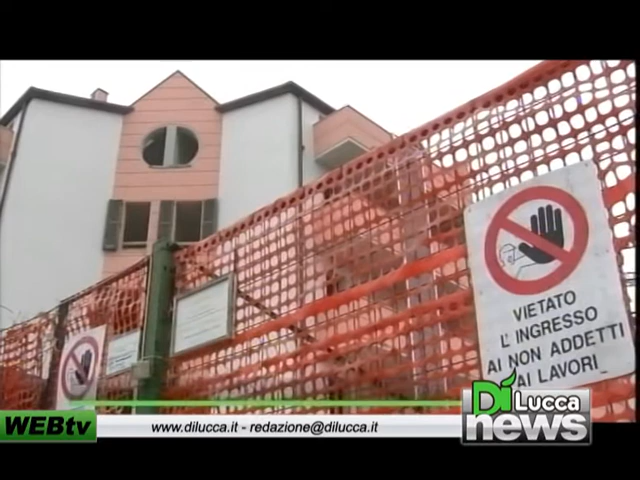 VIETATO
L'INGRESSO
AI NON ADDETTI
AI LAVORI
WEBtv
www.dilucca.it - redazione@dilucca.it
Di Lucca
news